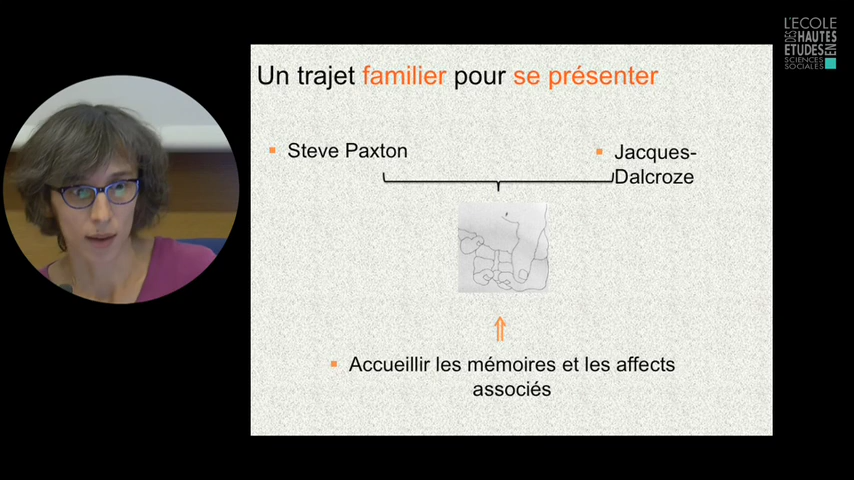 L'ECOLE
DES HAUTES
ETUDES EN
SCIENCES
SOCIALES
Un trajet familier pour se présenter
Steve Paxton
Jacques-
Dalcroze
Accueillir les mémoires et les affects
associés